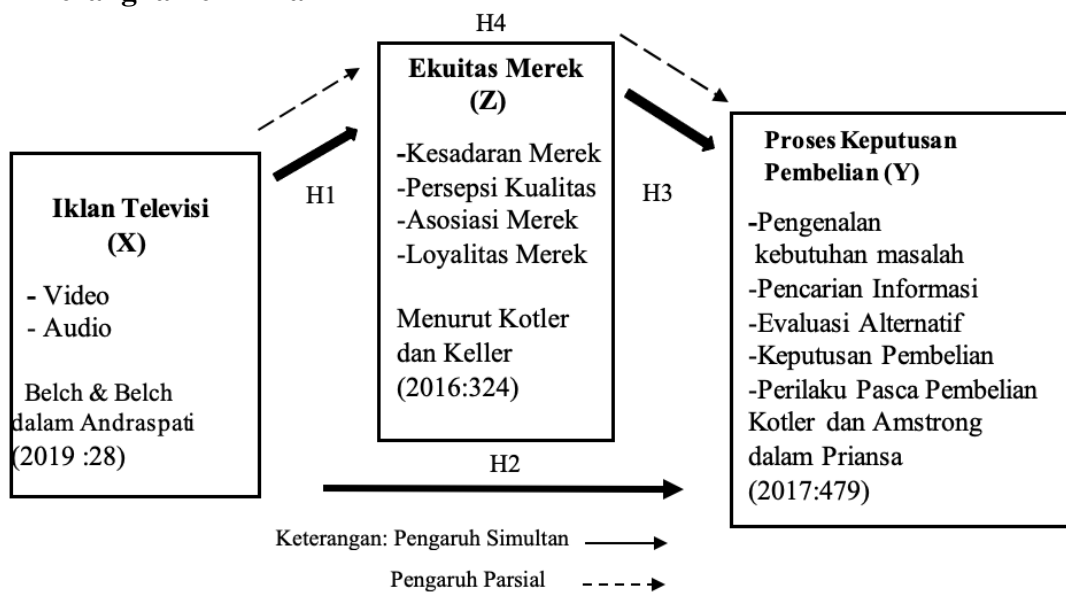 H4
Iklan Televisi
(X)
- Video
- Audio
Belch & Belch
dalam Andraspati
(2019 :28)
H1
Ekuitas Merek
(Z)
-Kesadaran Merek
-Persepsi Kualitas
-Asosiasi Merek
-Loyalitas Merek
Menurut Kotler
dan Keller
(2016:324)
H3
Proses Keputusan
Pembelian (Y)
-Pengenalan
kebutuhan masalah
-Pencarian Informasi
-Evaluasi Alternatif
-Keputusan Pembelian
-Perilaku Pasca Pembelian
Kotler dan Amstrong
dalam Priansa
(2017:479)
H2
Keterangan: Pengaruh Simultan
Pengaruh Parsial